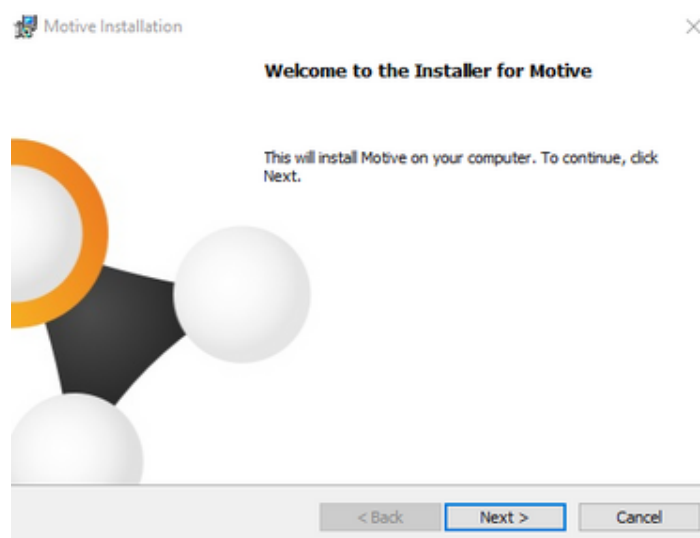 Motive Installation
Welcome to the Installer for Motive
This will install Motive on your computer. To continue, click
Next.
< Back
Next >
Cancel